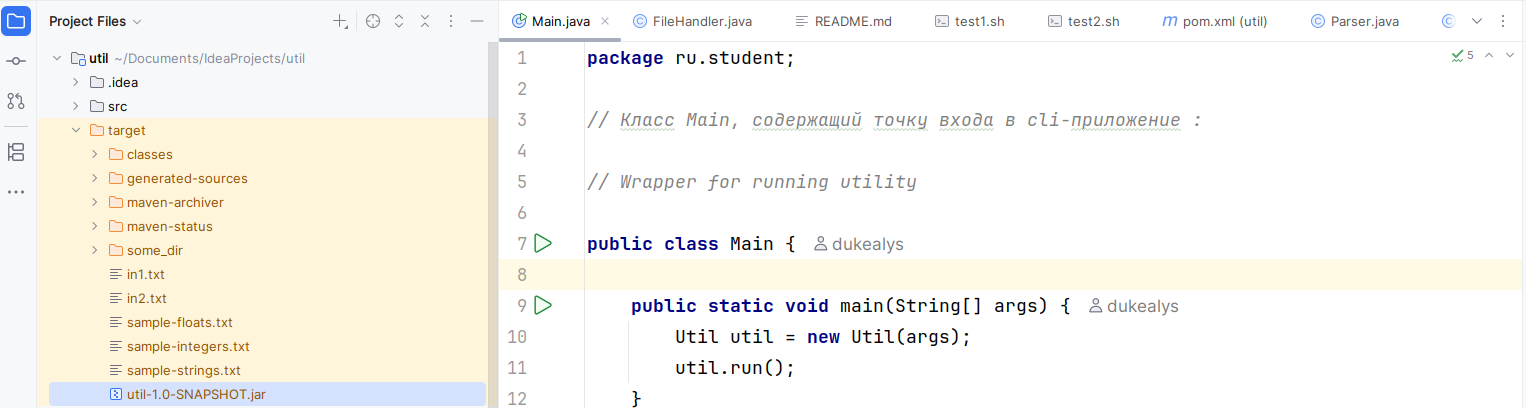 Project Files
util ~/Documents/IdeaProjects/util
.idea
src
target
classes
generated-sources
maven-archiver
maven-status
some_dir
in1.txt
in2.txt
sample-floats.txt
sample-integers.txt
sample-strings.txt
util-1.0-SNAPSHOT.jar
Main.java FileHandler.java README.md test1.sh test2.sh pom.xml (util) Parser.java
5
1 package ru.student;
2
3 // Класс Main, содержащий точку входа в cli-приложение :
4
5 // Wrapper for running utility
6
7 public class Main { dukealys
8
9 public static void main(String[] args) { dukealys
10 Util util = new Util(args);
11 util.run();
12 }